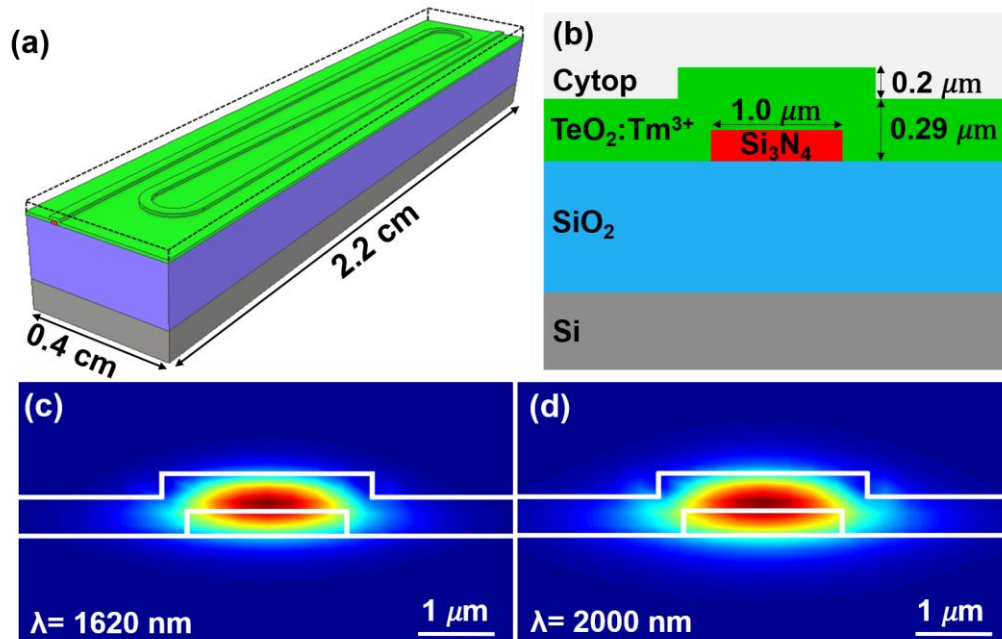 (a)
0.4 cm
2.2 cm
(b)
Cytop
0.2 μm
1.0 μm
TeO₂:Tm³⁺
0.29 μm
Si₃N₄
SiO₂
Si
(c)
λ= 1620 nm
1 μm
(d)
λ= 2000 nm
1 μm